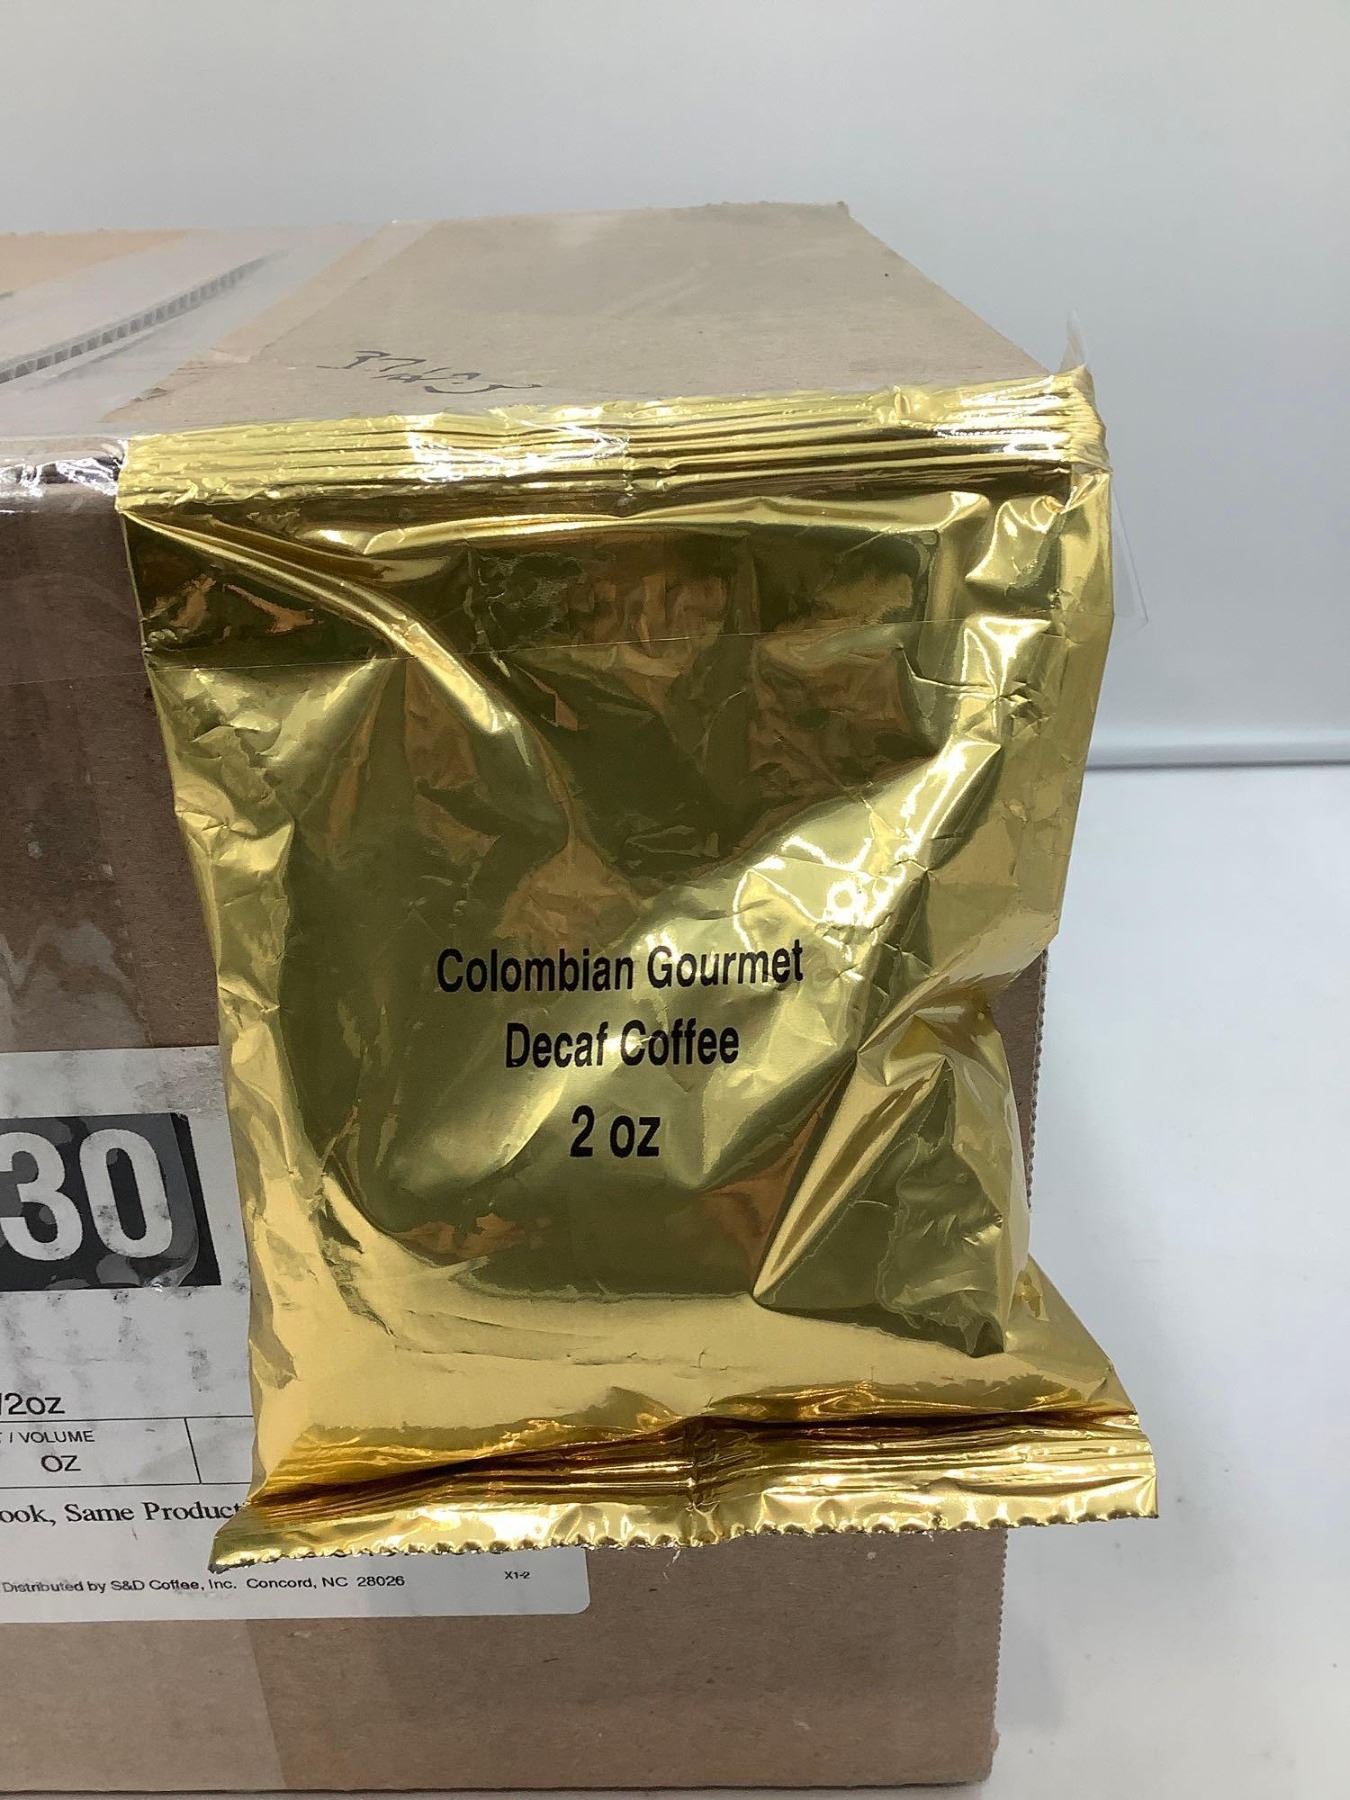 Colombian Gourmet
Decaf Coffee
2 oz
30
/2oz
/ VOLUME
OZ
ook, Same Product
Distributed by S&D Coffee, Inc. Concord, NC 28026
X1-2